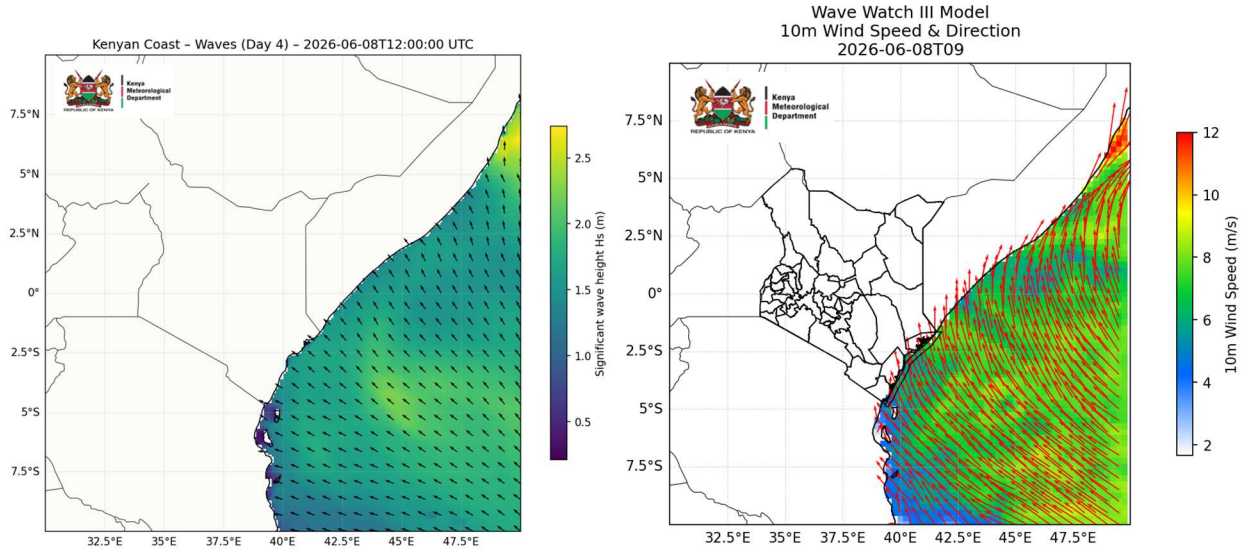 Kenyan Coast – Waves (Day 4) – 2026-06-08T12:00:00 UTC
Kenya
Meteorological
Department
REPUBLIC OF KENYA
7.5°N
5°N
2.5°N
0°
2.5°S
5°S
7.5°S
32.5°E 35°E 37.5°E 40°E 42.5°E 45°E 47.5°E
2.5
2.0
1.5
1.0
0.5
Significant wave height Hs (m)
Wave Watch III Model
10m Wind Speed & Direction
2026-06-08T09
Kenya
Meteorological
Department
REPUBLIC OF KENYA
7.5°N
5°N
2.5°N
0°
2.5°S
5°S
7.5°S
32.5°E 35°E 37.5°E 40°E 42.5°E 45°E 47.5°E
12
10
8
6
4
2
10m Wind Speed (m/s)